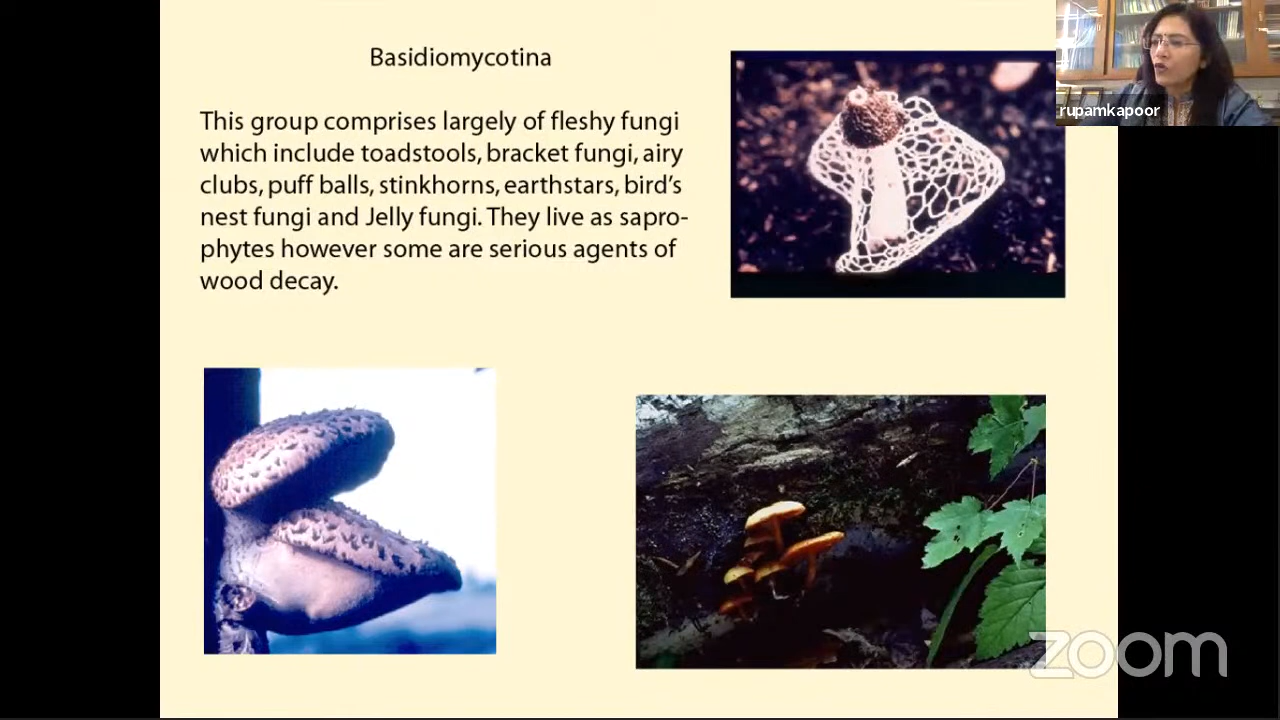 Basidiomycotina
This group comprises largely of fleshy fungi
which include toadstools, bracket fungi, airy
clubs, puff balls, stinkhorns, earthstars, bird's
nest fungi and Jelly fungi. They live as sapro-
phytes however some are serious agents of
wood decay.
rupamkapoor
zoom